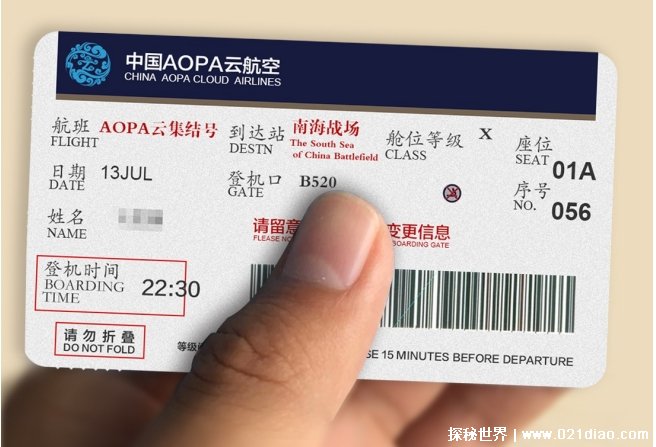 中国AOPA云航空
CHINA AOPA CLOUD AIRLINES
航班 AOPA云集结号
FLIGHT
到达站 南海战场
DESTN The South Sea
of China Battlefield
舱位等级 X
CLASS
座位
SEAT 01A
日期 13JUL
DATE
登机口 B520
GATE
序号
NO. 056
姓名
NAME
请留意
变更信息
PLEASE NO
BOARDING GATE
登机时间
BOARDING
TIME 22:30
请勿折叠
DO NOT FOLD
等级
SE 15 MINUTES BEFORE DEPARTURE
探秘世界 | www.021diao.com